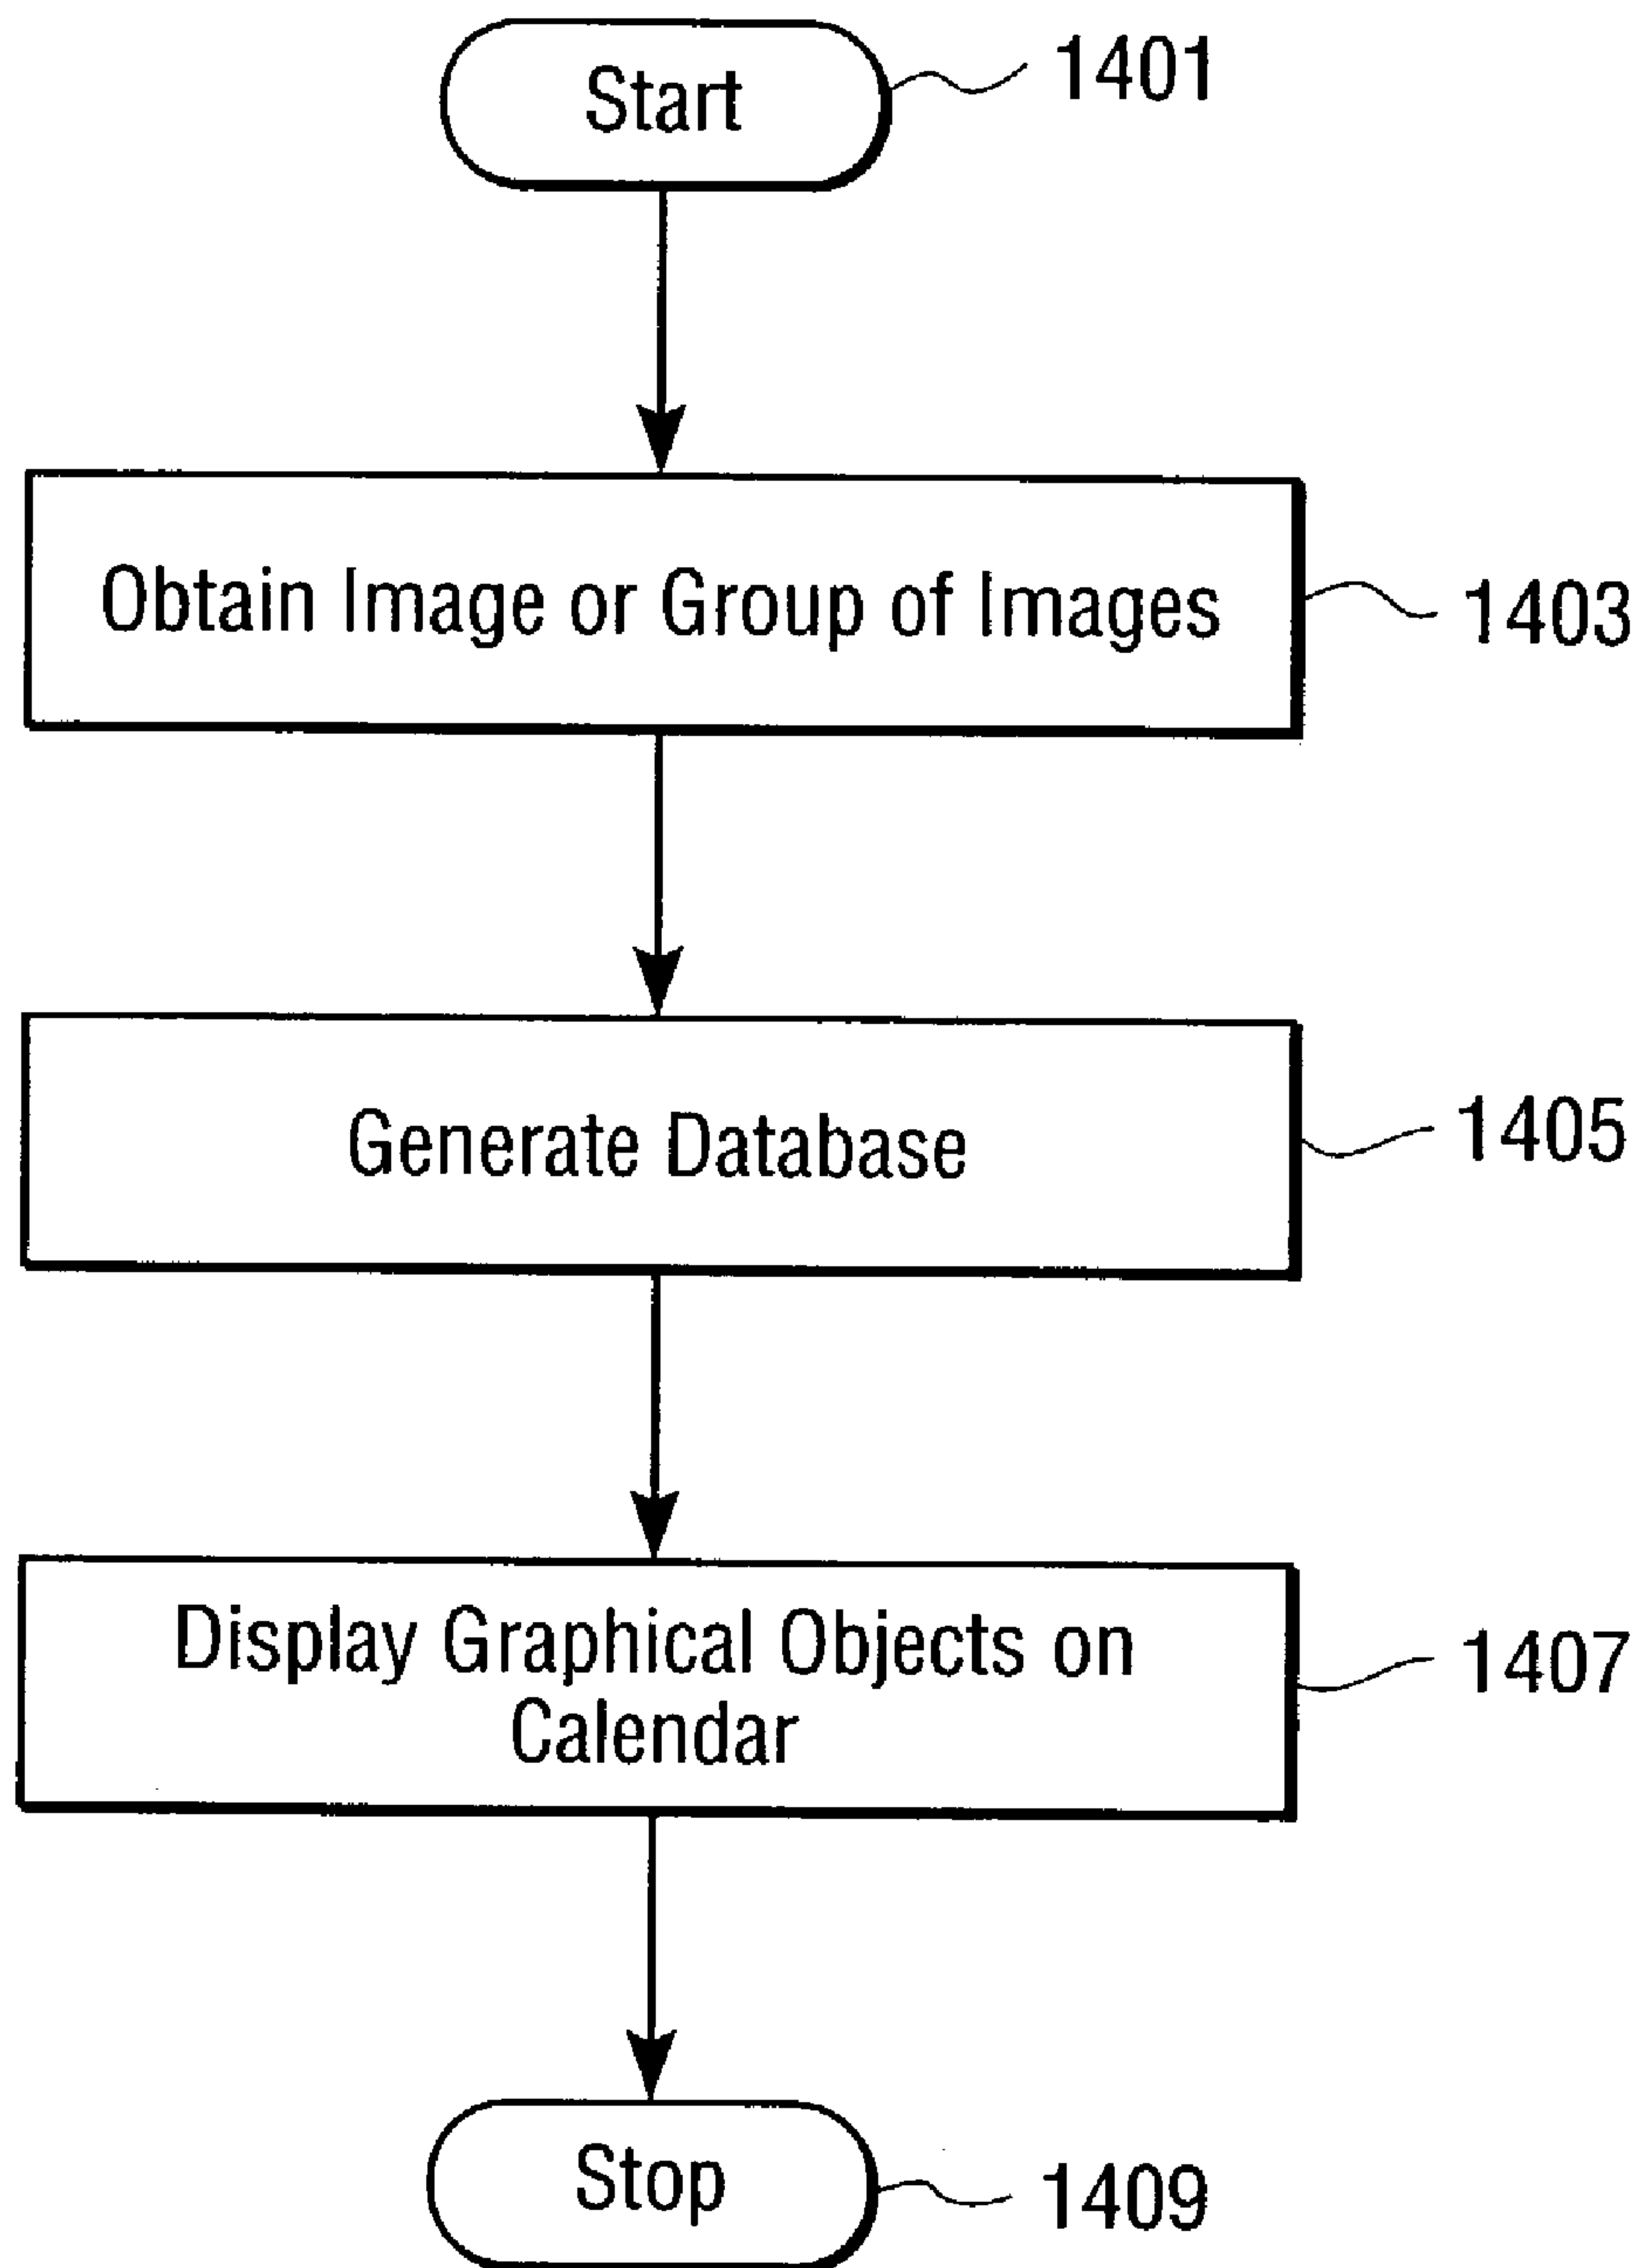 Start
1401
Obtain Image or Group of Images
1403
Generate Database
1405
Display Graphical Objects on
Calendar
1407
Stop
1409